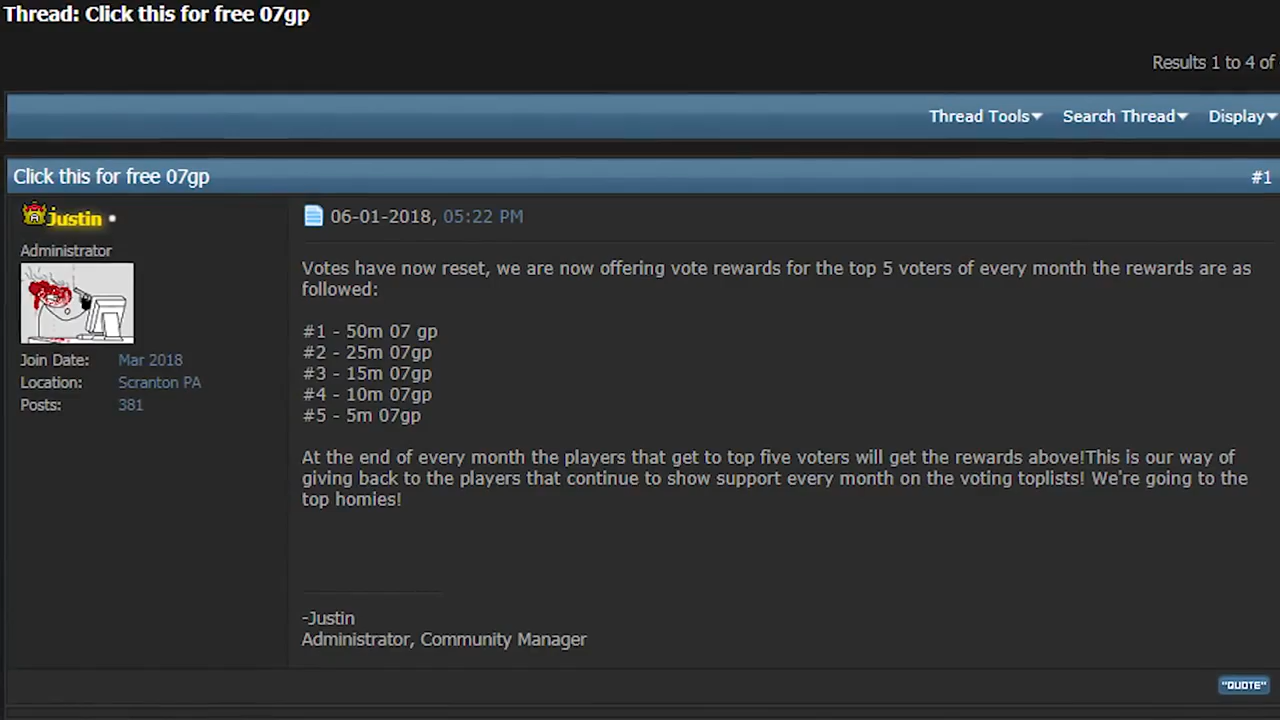 Thread: Click this for free 07gp
Results 1 to 4 of
Thread Tools Search Thread Display
Click this for free 07gp #1
Justin
06-01-2018, 05:22 PM
Administrator
Votes have now reset, we are now offering vote rewards for the top 5 voters of every month the rewards are as
followed:
#1 - 50m 07 gp
#2 - 25m 07gp
#3 - 15m 07gp
#4 - 10m 07gp
#5 - 5m 07gp
Join Date: Mar 2018
Location: Scranton PA
Posts: 381
At the end of every month the players that get to top five voters will get the rewards above!This is our way of
giving back to the players that continue to show support every month on the voting toplists! We're going to the
top homies!
-Justin
Administrator, Community Manager
"QUOTE"